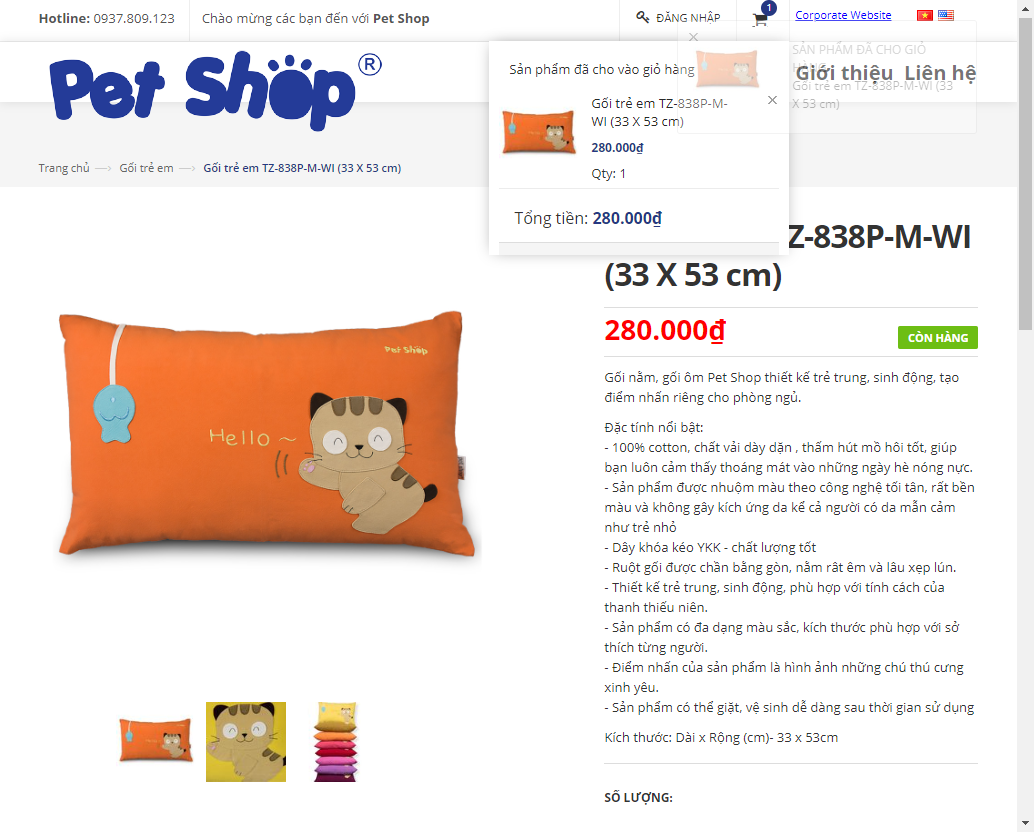 Hotline: 0937.809.123
Chào mừng các bạn đến với Pet Shop
ĐĂNG NHẬP
1
Corporate Website
Pet Shop®
Giới thiệu
Liên hệ
SẢN PHẨM ĐÃ CHO GIỎ HÀNG
Gối trẻ em TZ-838P-M-WI (33
X 53 cm)
Sản phẩm đã cho vào giỏ hàng
Gối trẻ em TZ-838P-M-
WI (33 X 53 cm)
280.000₫
Qty: 1
Tổng tiền: 280.000₫
Trang chủ
Gối trẻ em
Gối trẻ em TZ-838P-M-WI (33 X 53 cm)
Z-838P-M-WI
(33 X 53 cm)
280.000₫
CÒN HÀNG
Pet Shop
Hello ~
Gối nằm, gối ôm Pet Shop thiết kế trẻ trung, sinh động, tạo
điểm nhấn riêng cho phòng ngủ.
Đặc tính nổi bật:
- 100% cotton, chất vải dày dặn , thấm hút mồ hôi tốt, giúp
bạn luôn cảm thấy thoáng mát vào những ngày hè nóng nực.
- Sản phẩm được nhuộm màu theo công nghệ tối tân, rất bền
màu và không gây kích ứng da kể cả người có da mẫn cảm
như trẻ nhỏ
- Dây khóa kéo YKK - chất lượng tốt
- Ruột gối được chần bằng gòn, nằm rât êm và lâu xẹp lún.
- Thiết kế trẻ trung, sinh động, phù hợp với tính cách của
thanh thiếu niên.
- Sản phẩm có đa dạng màu sắc, kích thước phù hợp với sở
thích từng người.
- Điểm nhấn của sản phẩm là hình ảnh những chú thú cưng
xinh yêu.
- Sản phẩm có thể giặt, vệ sinh dễ dàng sau thời gian sử dụng
Kích thước: Dài x Rộng (cm)- 33 x 53cm
SỐ LƯỢNG: